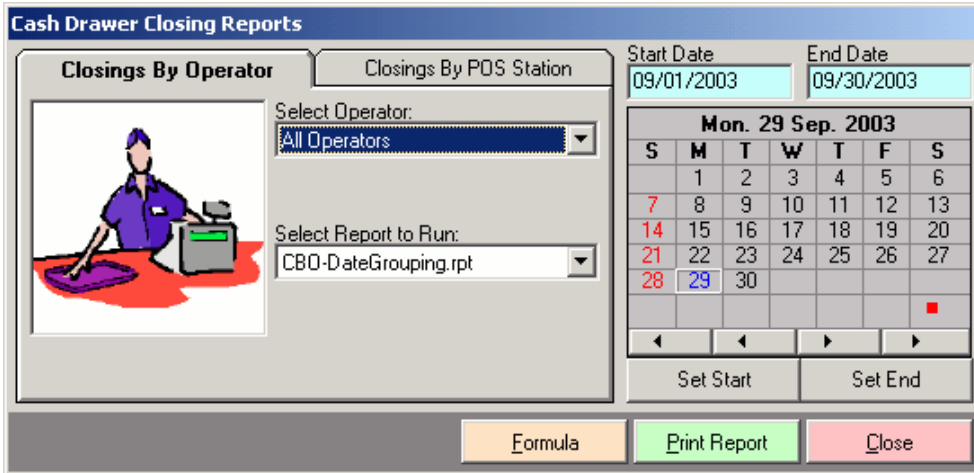 Cash Drawer Closing Reports
Closings By Operator
Closings By POS Station
Select Operator:
All Operators
Select Report to Run:
CBO-DateGrouping.rpt
Start Date
End Date
09/01/2003
09/30/2003
Mon. 29 Sep. 2003
S M T W T F S
1 2 3 4 5 6
7 8 9 10 11 12 13
14 15 16 17 18 19 20
21 22 23 24 25 26 27
28 29 30
Set Start
Set End
Formula
Print Report
Close